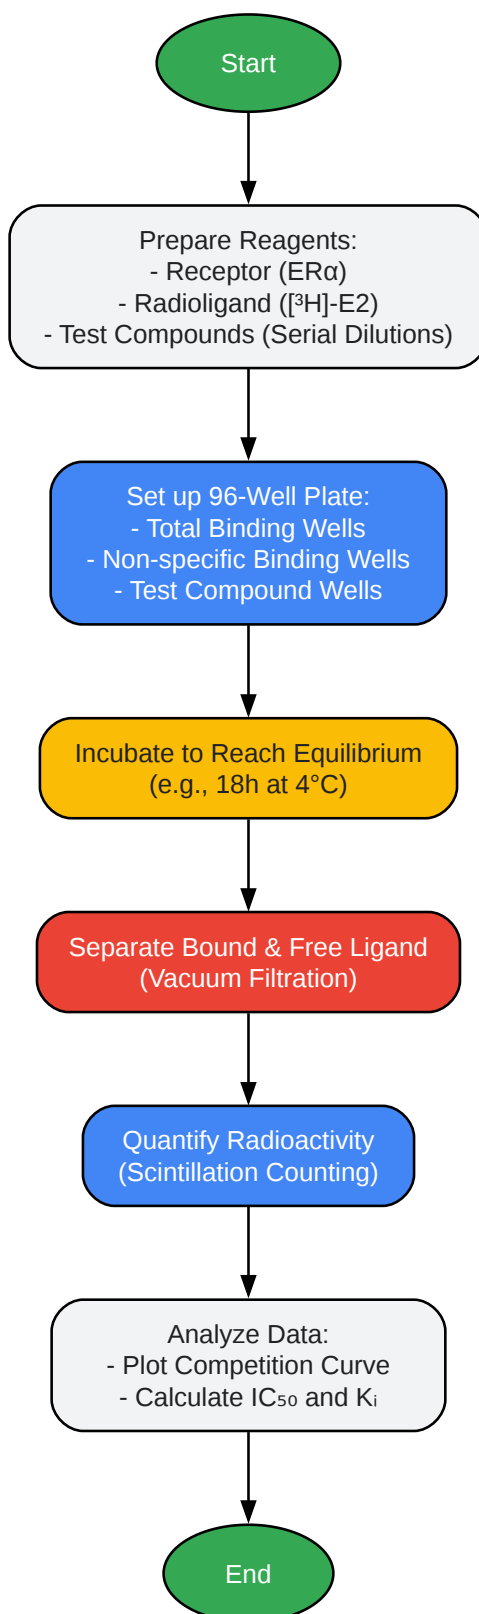 Start
Prepare Reagents:
- Receptor (ERα)
- Radioligand ([³H]-E2)
- Test Compounds (Serial Dilutions)
Set up 96-Well Plate:
- Total Binding Wells
- Non-specific Binding Wells
- Test Compound Wells
Incubate to Reach Equilibrium
(e.g., 18h at 4°C)
Separate Bound & Free Ligand
(Vacuum Filtration)
Quantify Radioactivity
(Scintillation Counting)
Analyze Data:
- Plot Competition Curve
- Calculate IC₅₀ and Kᵢ
End